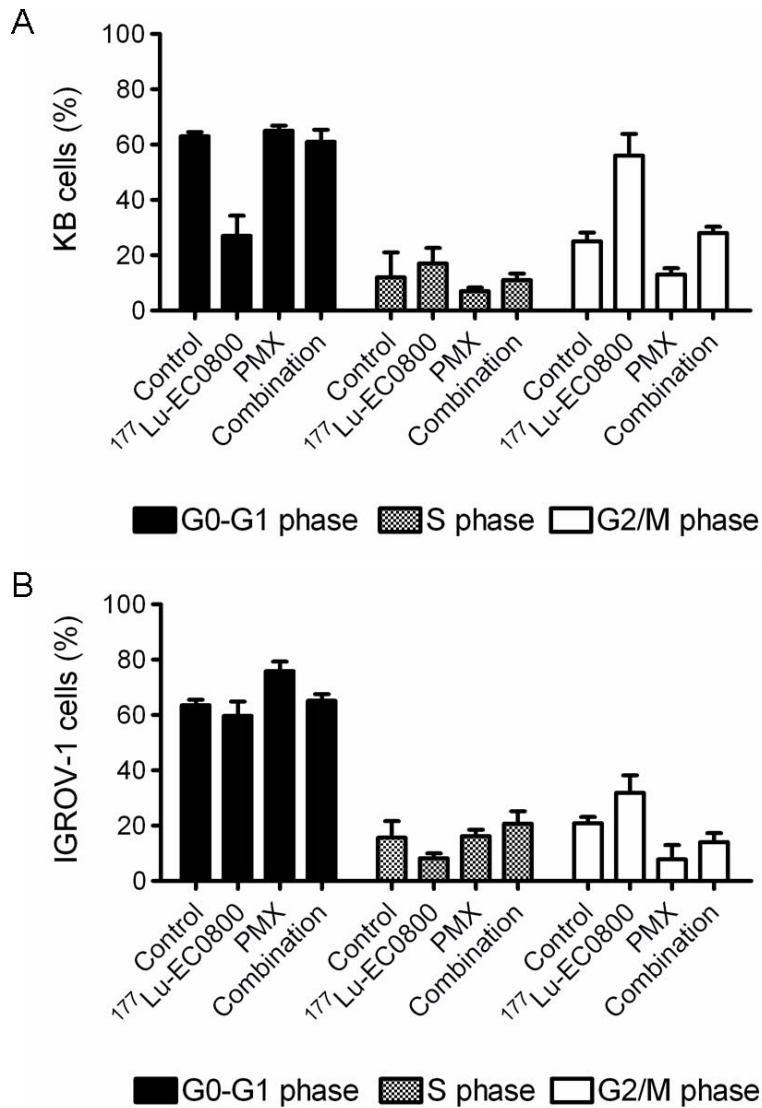 A
KB cells (%)
100
80
60
40
20
0
Control
¹⁷⁷Lu-EC0800
PMX
Combination
Control
¹⁷⁷Lu-EC0800
PMX
Combination
Control
¹⁷⁷Lu-EC0800
PMX
Combination
G0-G1 phase S phase G2/M phase
B
IGROV-1 cells (%)
100
80
60
40
20
0
Control
¹⁷⁷Lu-EC0800
PMX
Combination
Control
¹⁷⁷Lu-EC0800
PMX
Combination
Control
¹⁷⁷Lu-EC0800
PMX
Combination
G0-G1 phase S phase G2/M phase